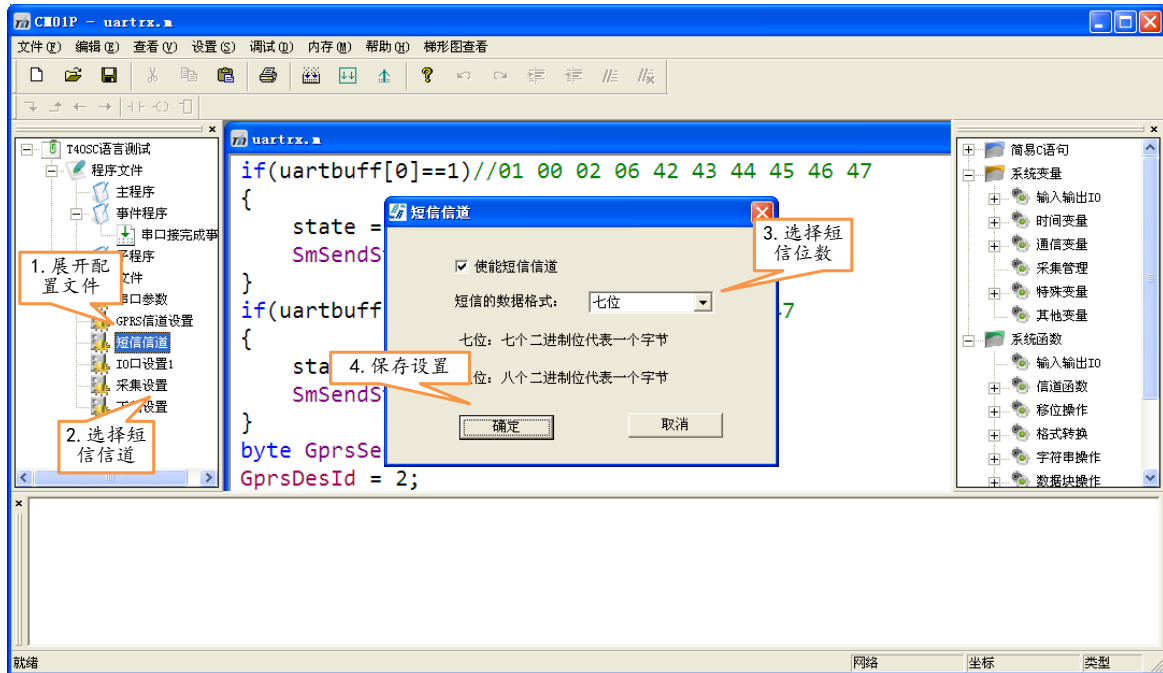 CM01P - uartrx.m
文件(F) 编辑(E) 查看(V) 设置(S) 调试(D) 内存(M) 帮助(H) 梯形图查看
T40SC语言测试
程序文件
主程序
事件程序
串口接完成事
子程序
文件
串口参数
GPRS信道设置
短信信道
IO口设置1
采集设置
设置
1.展开配
置文件
2.选择短
信信道
uartrx.m
if(uartbuff[0]==1)//01 00 02 06 42 43 44 45 46 47
{
state =
SmSendS
}
if(uartbuff
47
{
sta
SmSendS
}
byte GprsSe
GprsDesId = 2;
短信信道
使能短信信道
短信的数据格式: 七位
七位: 七个二进制位代表一个字节
位: 八个二进制位代表一个字节
确定 取消
3.选择短
信位数
4.保存设置
简易C语句
系统变量
输入输出IO
时间变量
通信变量
采集管理
特殊变量
其他变量
系统函数
输入输出IO
信道函数
移位操作
格式转换
字符串操作
数据块操作
就绪 网络 坐标 类型